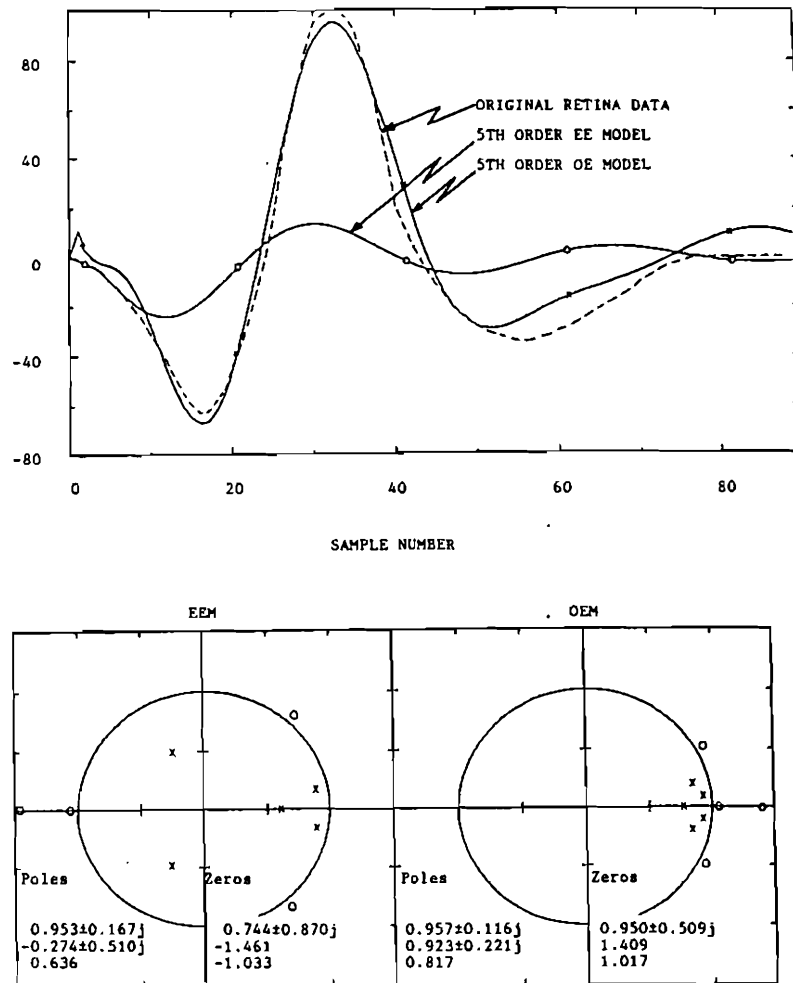 80
40
0
-40
-80
ORIGINAL RETINA DATA
5TH ORDER EE MODEL
5TH ORDER OE MODEL
0 20 40 60 80
SAMPLE NUMBER
EEM OEM
Poles Zeros Poles Zeros
0.953±0.167j 0.744±0.870j 0.957±0.116j 0.950±0.509j
-0.274±0.510j -1.461 0.923±0.221j 1.409
0.636 -1.033 0.817 1.017